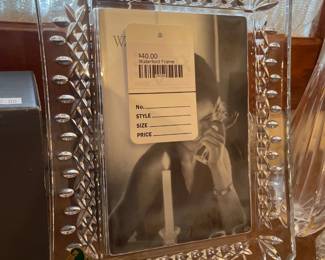 $40.00
Waterford Frame
No.
STYLE
SIZE
PRICE